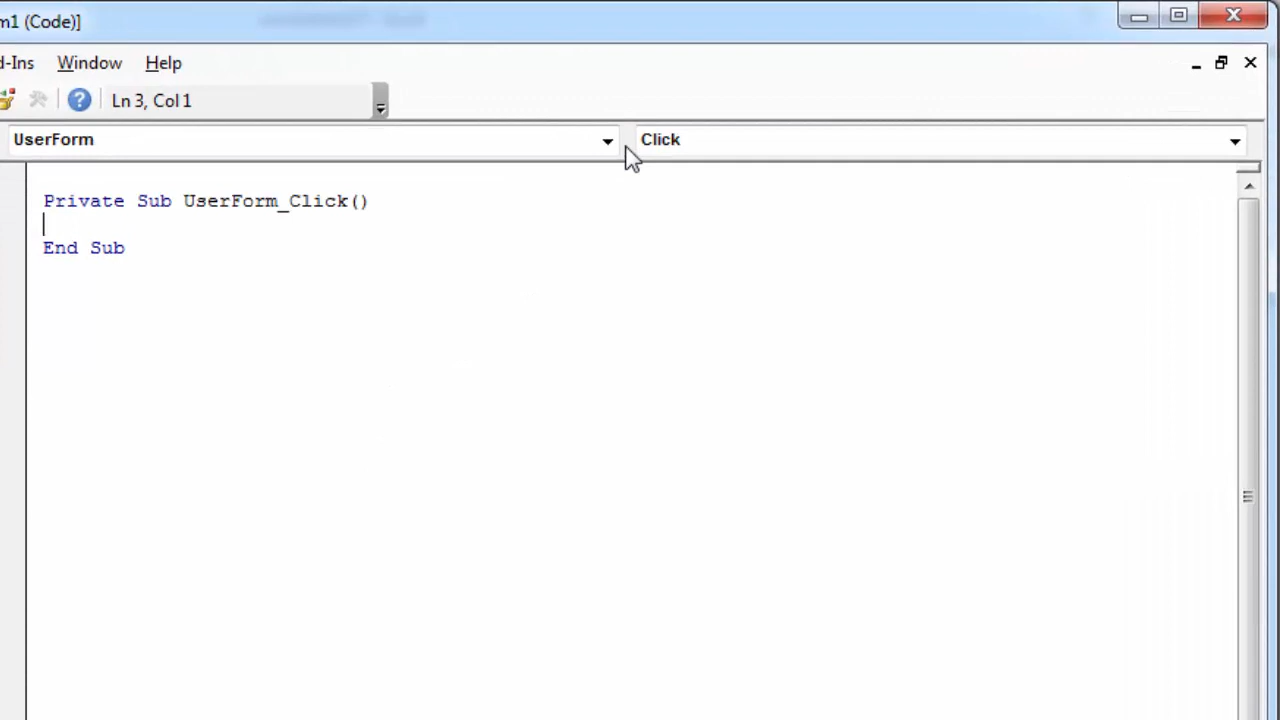 m1 (Code)]
d-Ins Window Help
Ln 3, Col 1
UserForm Click
Private Sub UserForm_Click()
End Sub